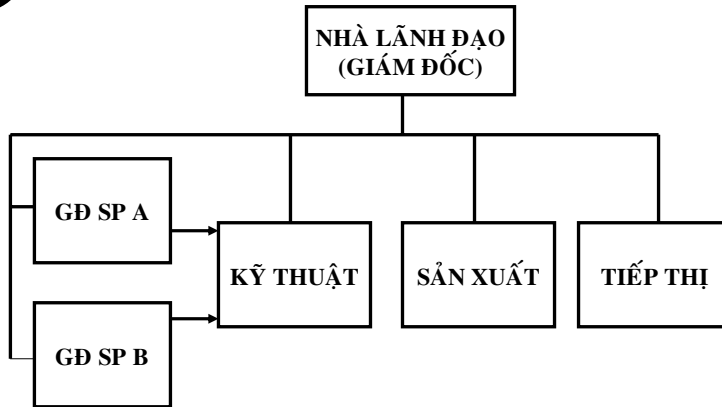 NHÀ LÃNH ĐẠO
(GIÁM ĐỐC)
GĐ SP A
KỸ THUẬT
SẢN XUẤT
TIẾP THỊ
GĐ SP B